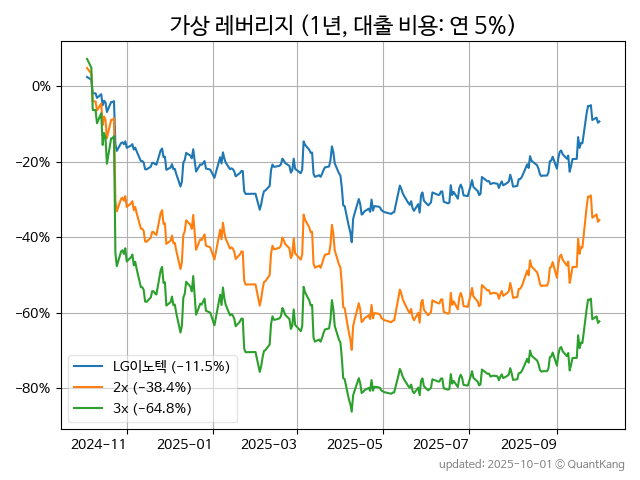 가상 레버리지 (1년, 대출 비용: 연 5%)
0%
−20%
−40%
−60%
−80%
LG이노텍 (−11.5%)
2x (−38.4%)
3x (−64.8%)
2024-11 2025-01 2025-03 2025-05 2025-07 2025-09
updated: 2025-10-01 © QuantKang